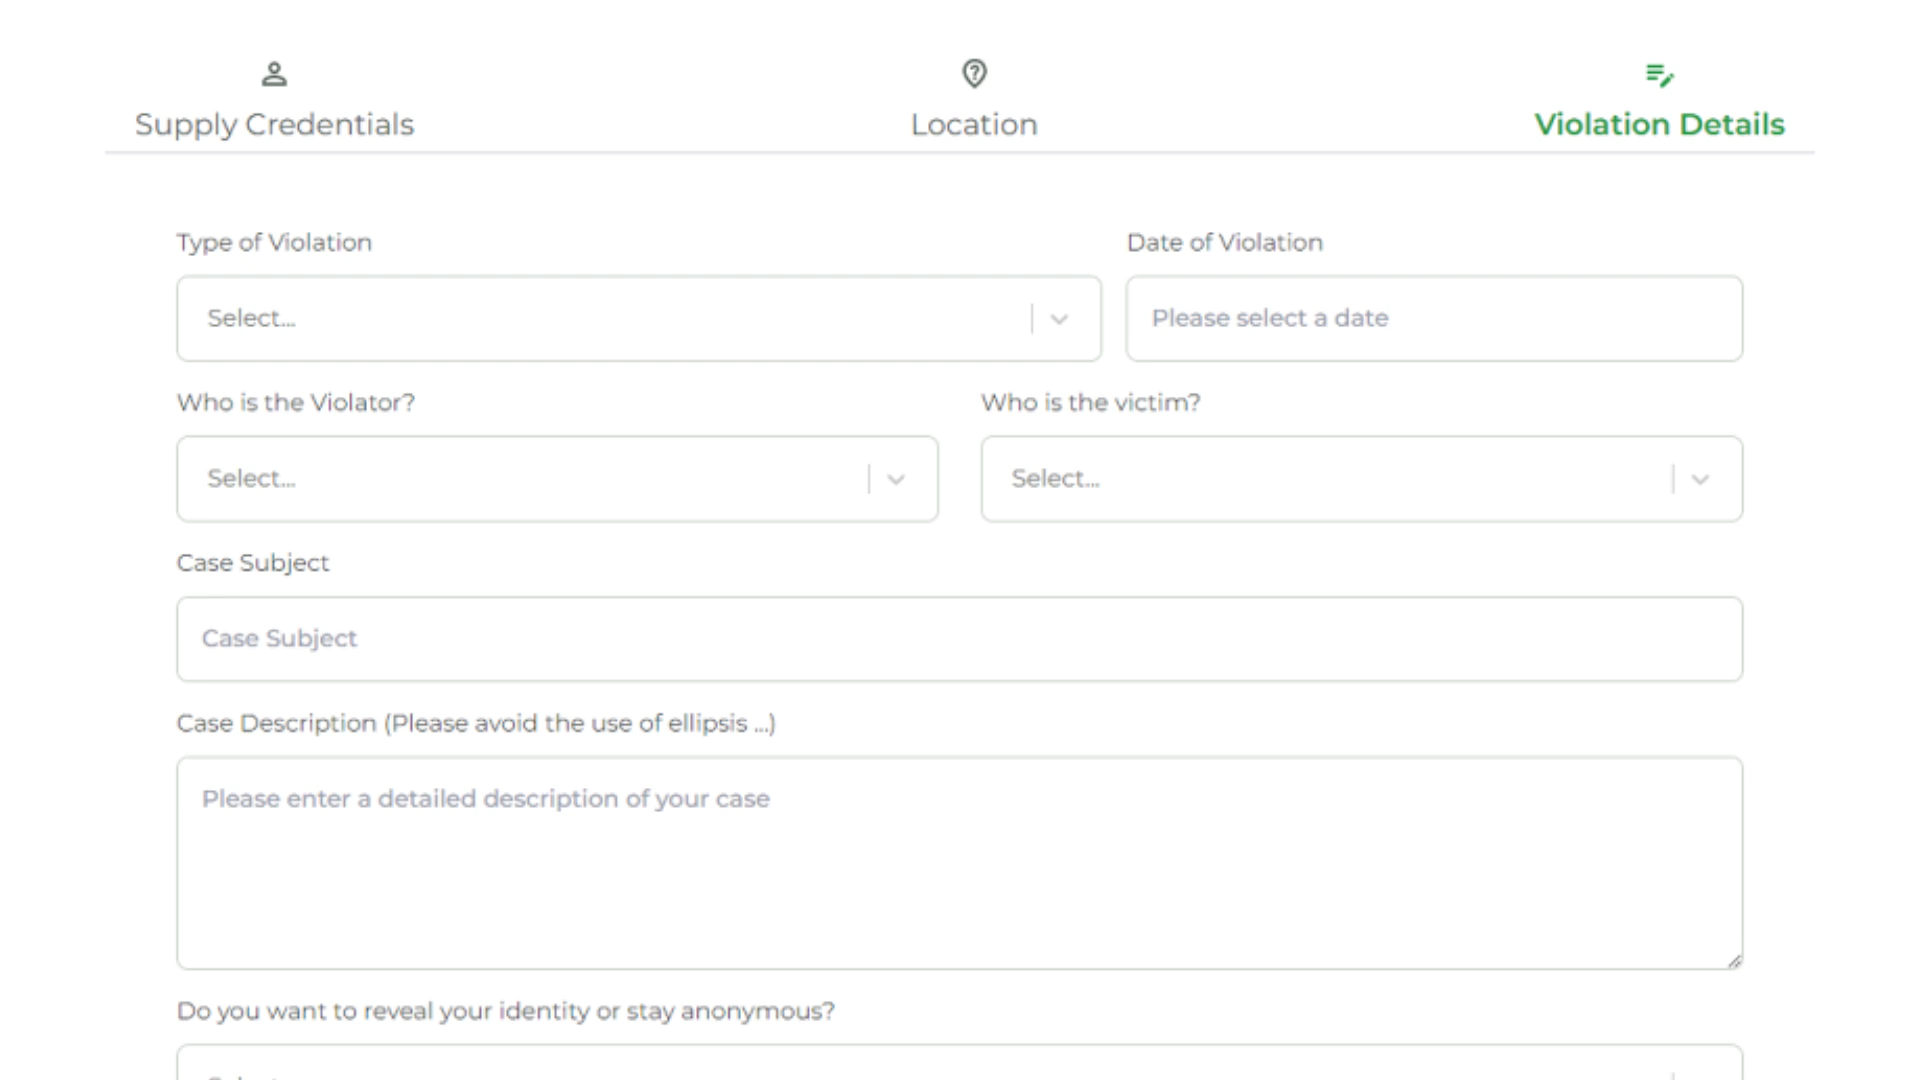 Supply Credentials
Location
Violation Details
Type of Violation
Date of Violation
Select...
Please select a date
Who is the Violator?
Who is the victim?
Select...
Select...
Case Subject
Case Subject
Case Description (Please avoid the use of ellipsis ...)
Please enter a detailed description of your case
Do you want to reveal your identity or stay anonymous?